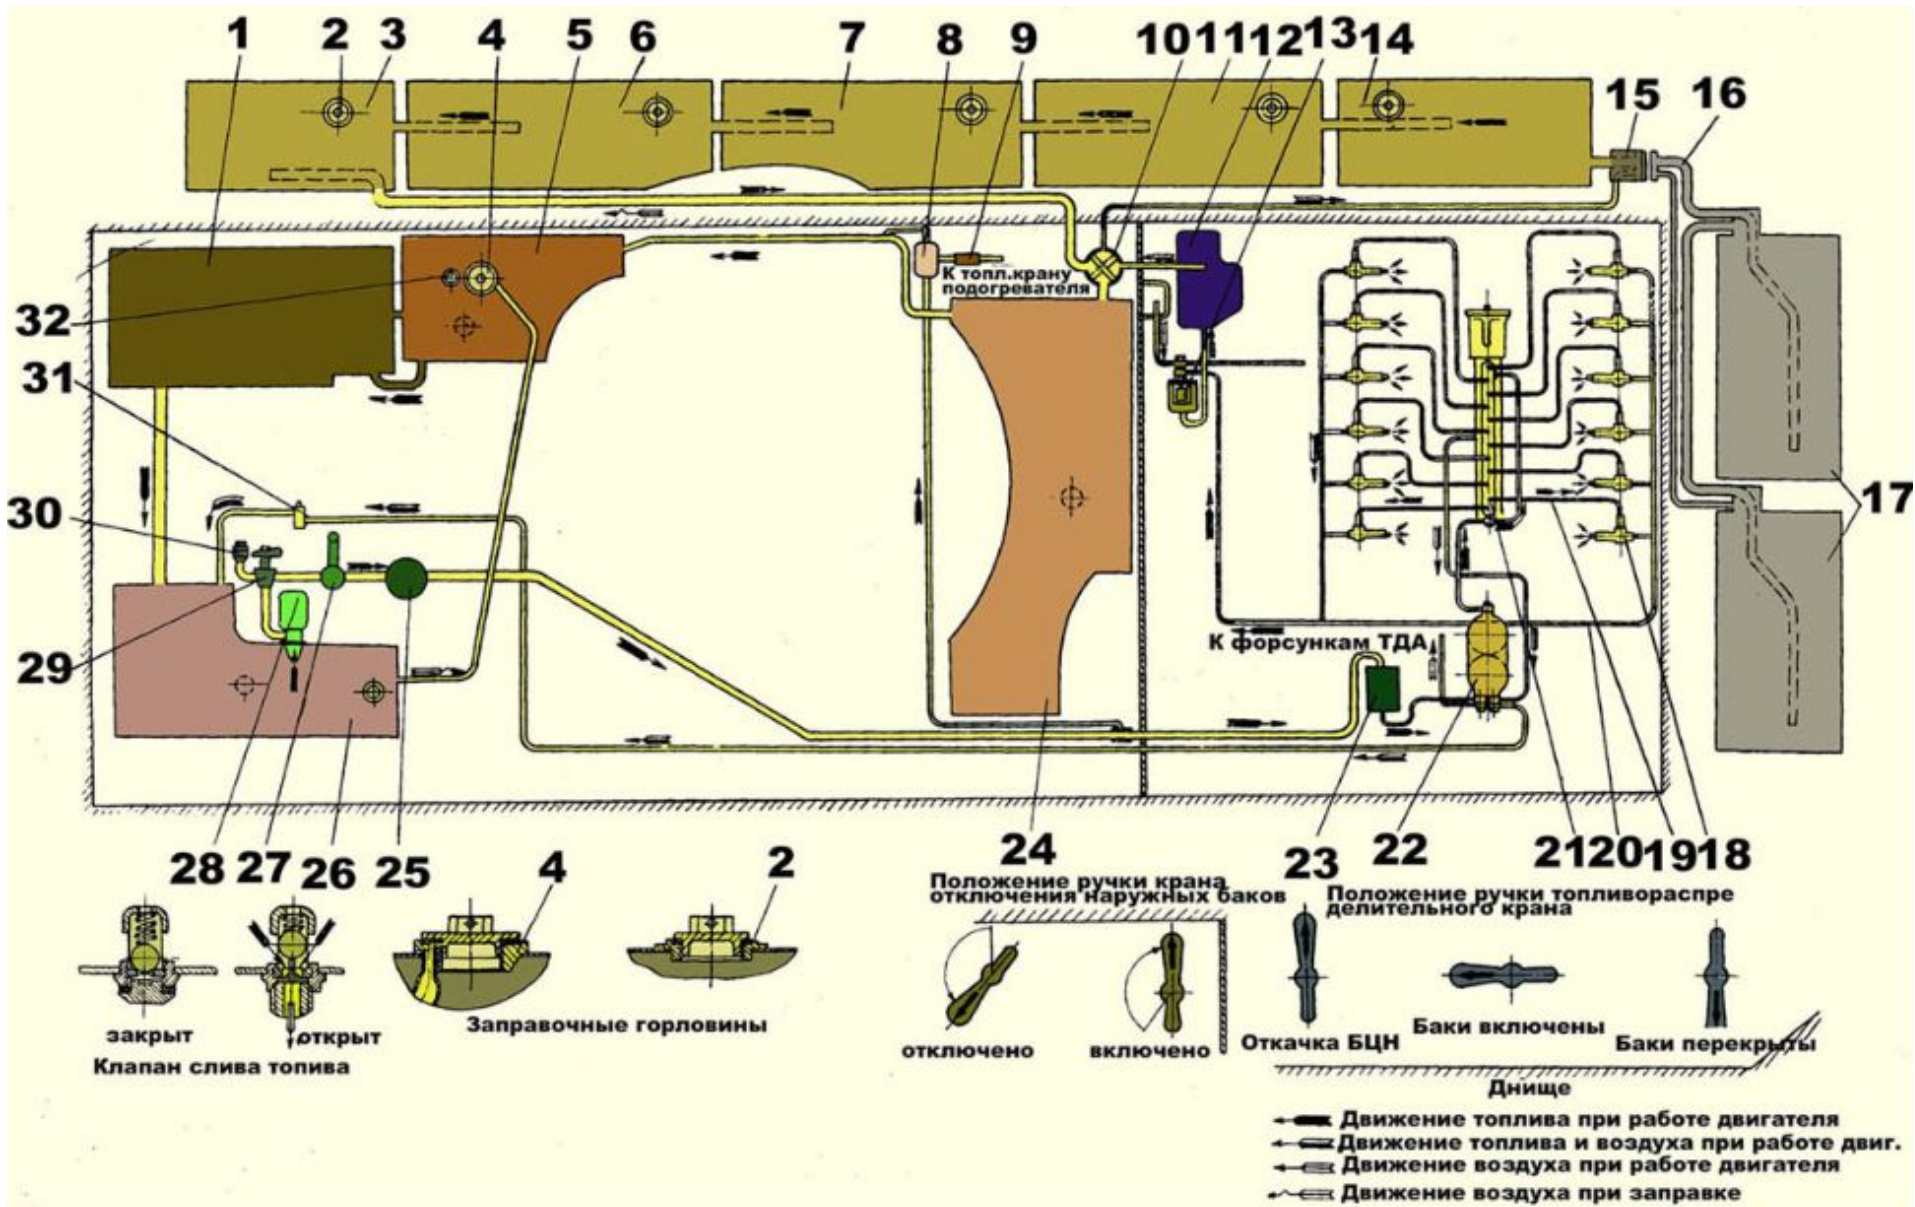 1 2 3 4 5 6 7 8 9 10 11 12 13 14
15 16
К топл.крану
подогревателя
32
31
30
17
29
К форсункам ТДА
28 27 26 25 24 23 22 21 20 19 18
4 2
Положение ручки крана
отключения наружных баков
Положение ручки топливораспре
делительного крана
закрыт открыт
Клапан слива топива
Заправочные горловины
отключено включено
Откачка БЦН Баки включены Баки перекрыты
Днище
Движение топлива при работе двигателя
Движение топлива и воздуха при работе двиг.
Движение воздуха при работе двигателя
Движение воздуха при заправке